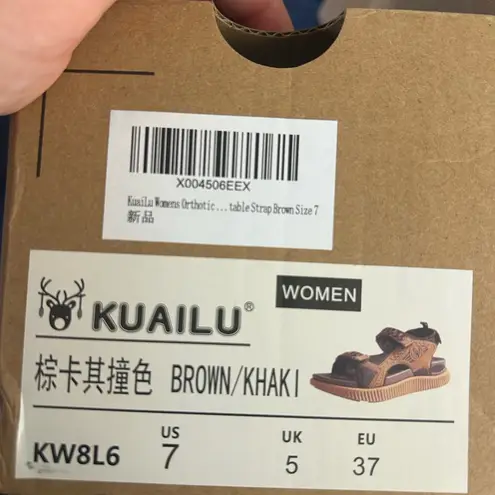 X004506EEX
KuaiLu Womens Orthotic ... table Strap Brown Size 7
新品
WOMEN
KUAILU®
棕卡其撞色 BROWN/KHAKI
US UK EU
KW8L6 7 5 37